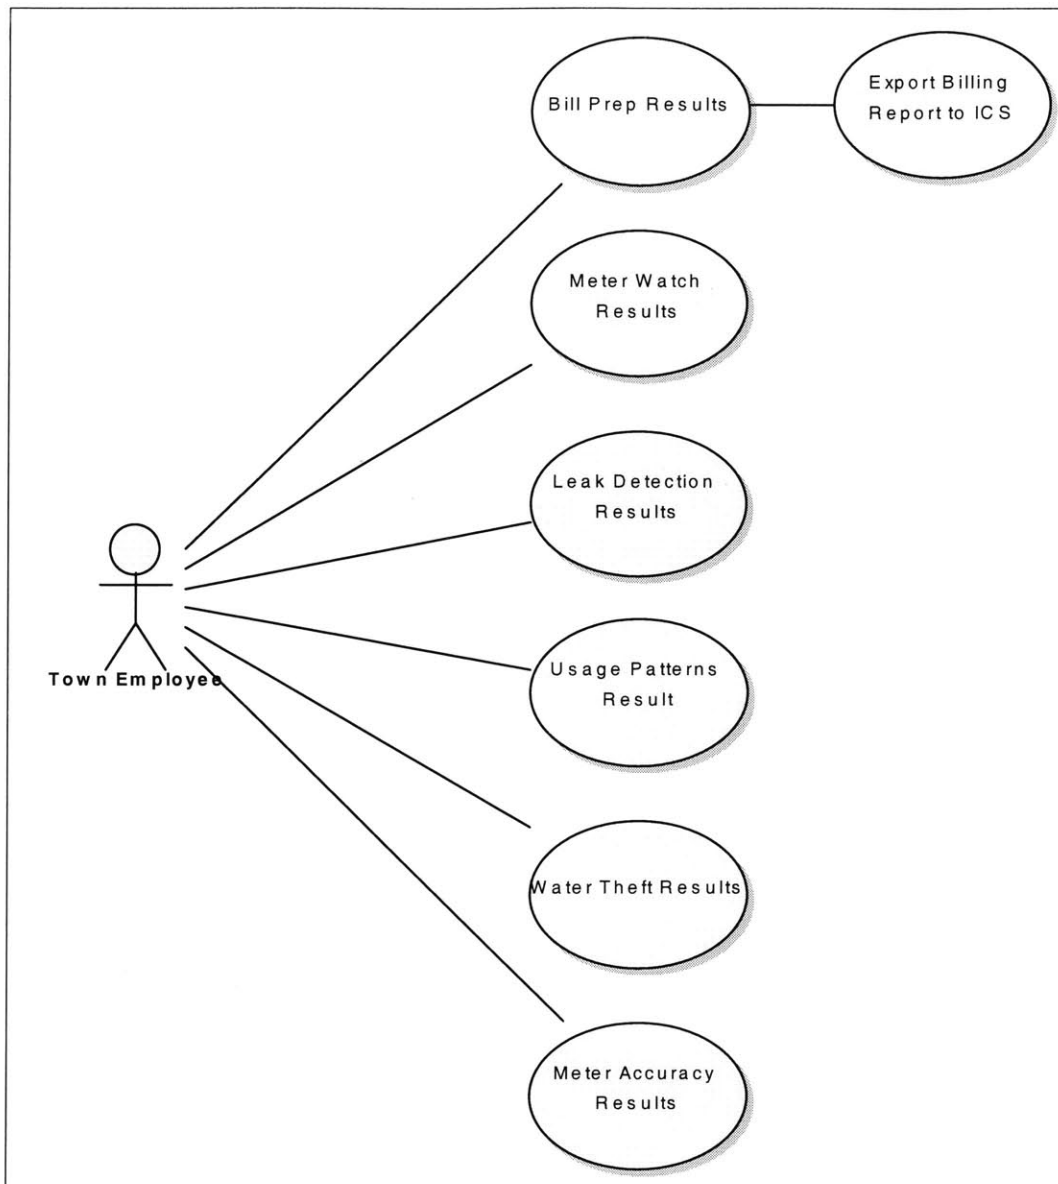 Bill Prep Results
Export Billing
Report to ICS
Meter Watch
Results
Leak Detection
Results
Town Employee
Usage Patterns
Result
Water Theft Results
Meter Accuracy
Results